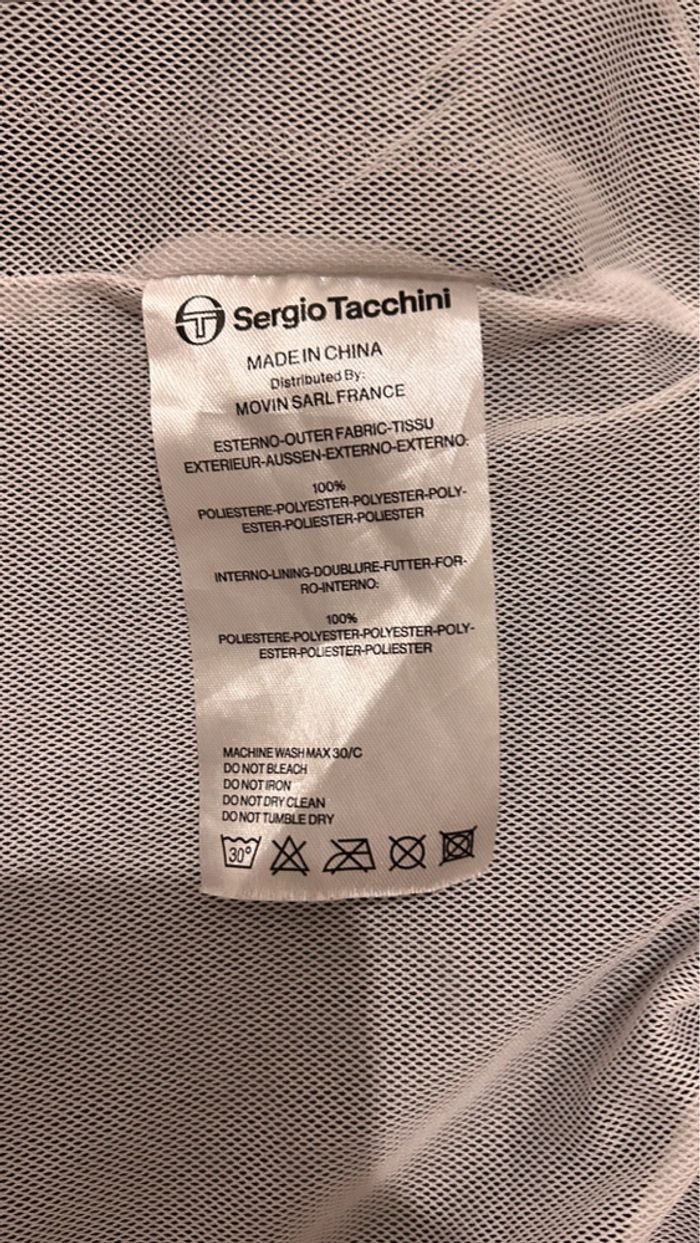 Sergio Tacchini
MADE IN CHINA
Distributed By:
MOVIN SARL FRANCE
ESTERNO-OUTER FABRIC-TISSU
EXTERIEUR-AUSSEN-EXTERNO-EXTERNO:
100%
POLIESTERE-POLYESTER-POLYESTER-POLY-
ESTER-POLIESTER-POLIESTER
INTERNO-LINING-DOUBLURE-FUTTER-FOR-
RO-INTERNO:
100%
POLIESTERE-POLYESTER-POLYESTER-POLY-
ESTER-POLIESTER-POLIESTER
MACHINE WASH MAX 30/C
DO NOT BLEACH
DO NOT IRON
DO NOT DRY CLEAN
DO NOT TUMBLE DRY
30°